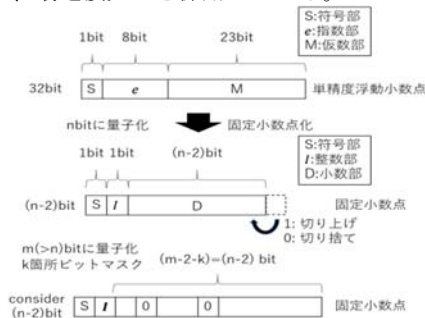 S:符号部
e:指数部
M:仮数部
1bit 8bit 23bit
32bit S e M 単精度浮動小数点
nbitに量子化 固定小数点化
S:符号部
I:整数部
D:小数部
1bit 1bit (n-2)bit
(n-2)bit S I D 固定小数点
1: 切り上げ
0: 切り捨て
m(>n)bitに量子化
k箇所ビットマスク (m-2-k)=(n-2) bit
consider
(n-2)bit S I 0 0 固定小数点